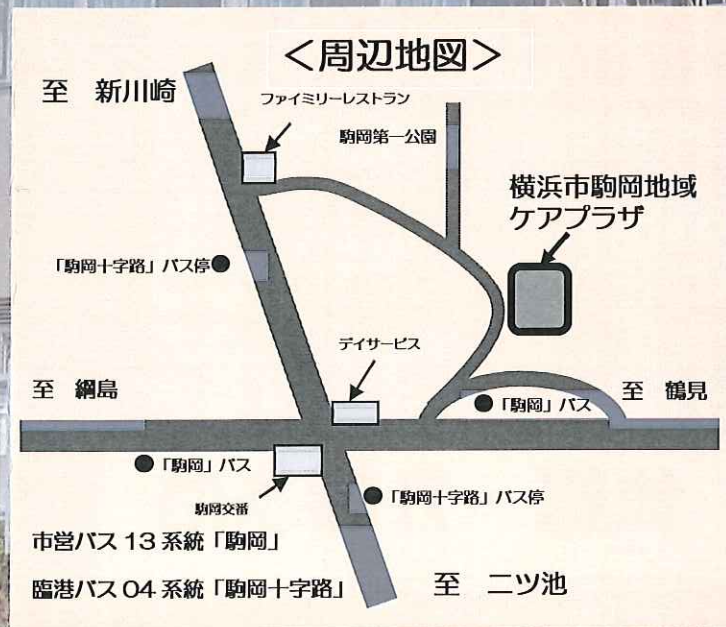 <周辺地図>
至 新川崎
ファイミリーレストラン
駒岡第一公園
横浜市駒岡地域
ケアプラザ
「駒岡十字路」バス停
デイサービス
至 綱島
至 鶴見
「駒岡」バス
「駒岡」バス
駒岡交番
「駒岡十字路」バス停
市営バス 13 系統「駒岡」
臨港バス 04 系統「駒岡十字路」
至 二ツ池